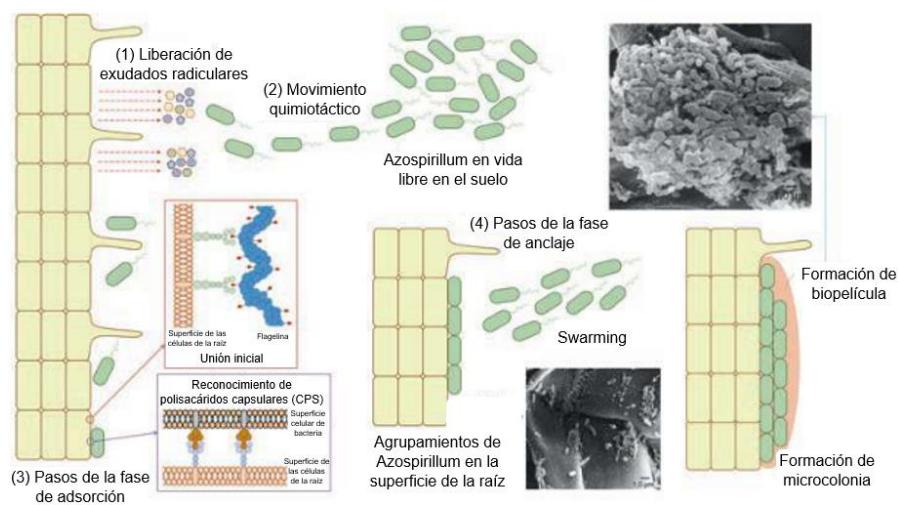 (1) Liberación de
exudados radiculares
(2) Movimiento
quimiotáctico
Azospirillum en vida
libre en el suelo
Superficie de las
células de la raíz
Flagelina
Unión inicial
Reconocimiento de
polisacáridos capsulares (CPS)
Superficie
celular de
bacteria
Superficie de
las células
de la raíz
(3) Pasos de la fase
de adsorción
(4) Pasos de la fase
de anclaje
Swarming
Agrupamientos de
Azospirillum en la
superficie de la raíz
Formación de
biopelícula
Formación de
microcolonia